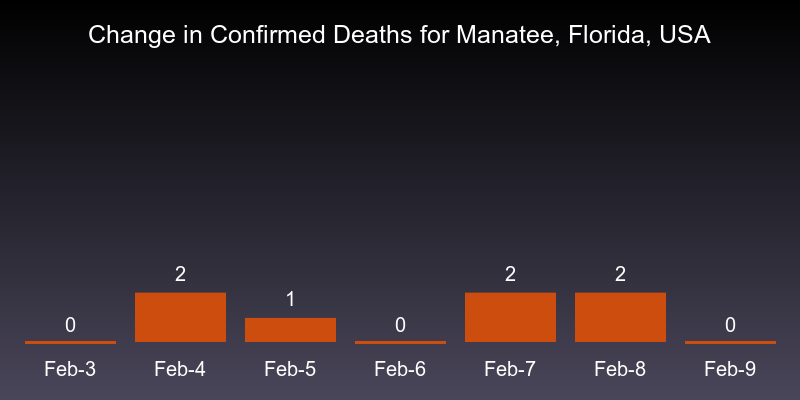 Change in Confirmed Deaths for Manatee, Florida, USA
0 2 1 0 2 2 0
Feb-3 Feb-4 Feb-5 Feb-6 Feb-7 Feb-8 Feb-9